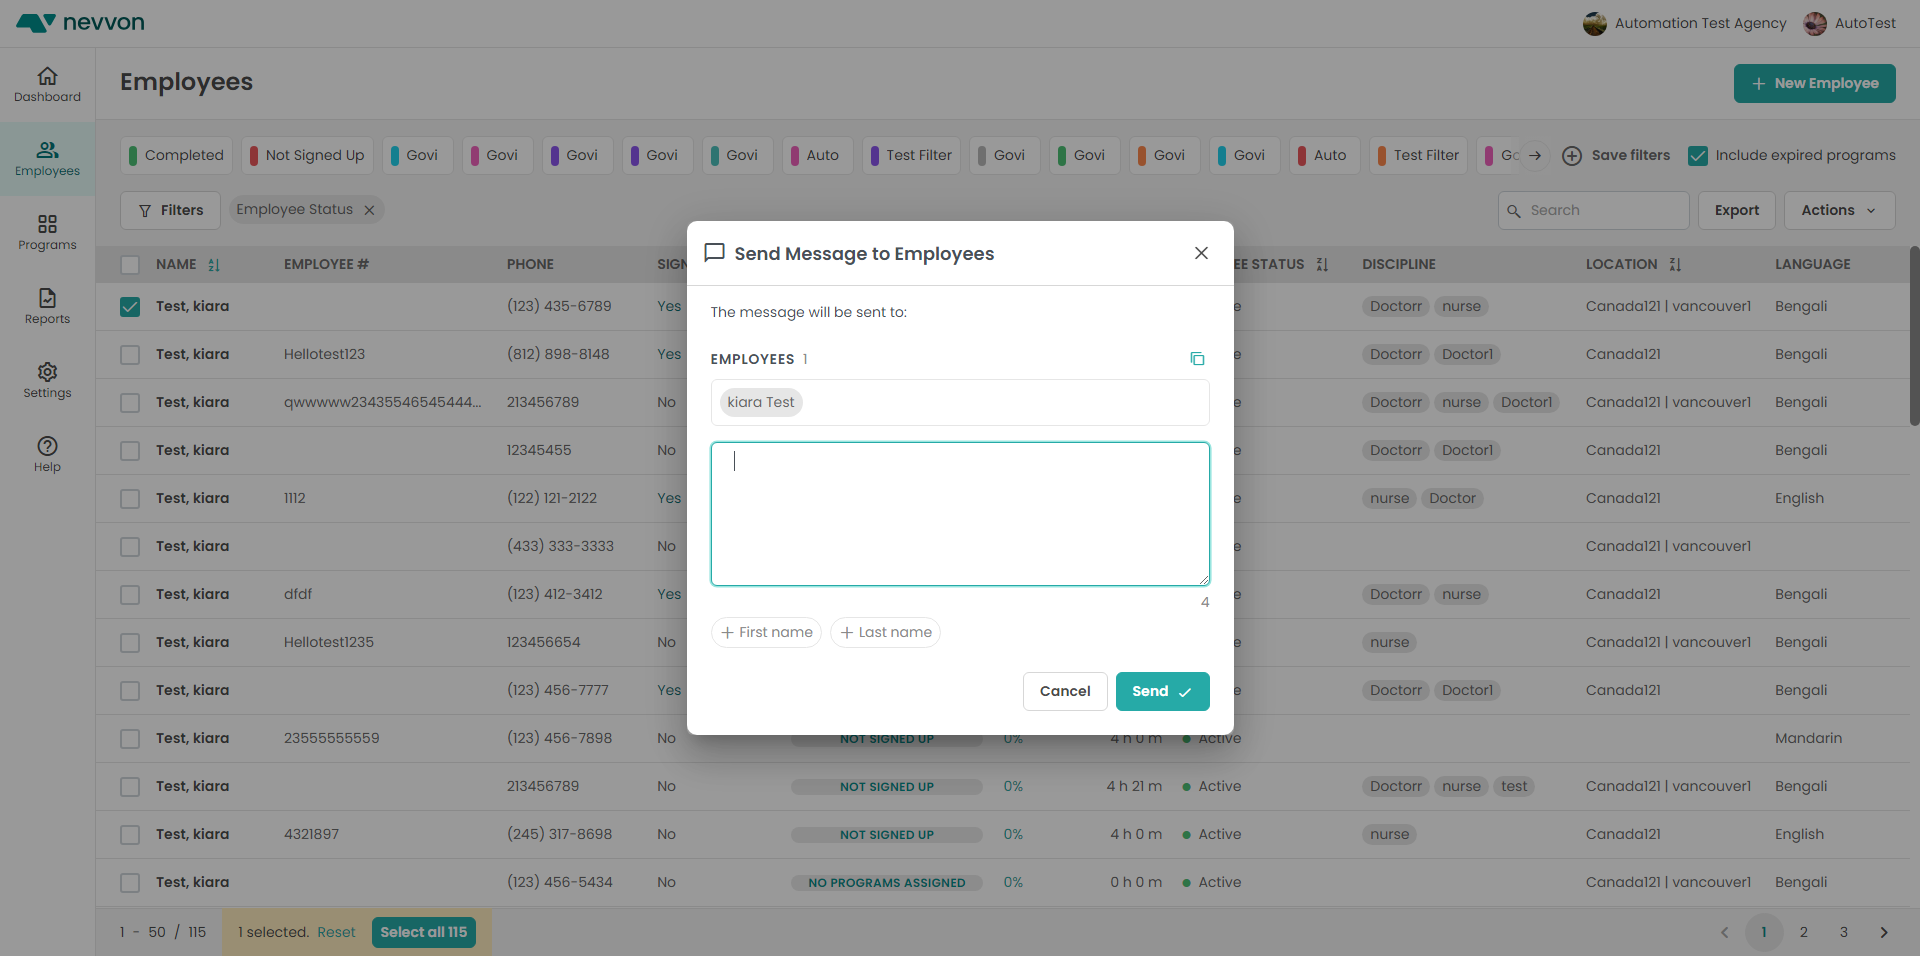 nevvon
Automation Test Agency AutoTest
Dashboard
Employees
Programs
Reports
Settings
Help
Employees
New Employee
Completed Not Signed Up Govi Govi Govi Govi Govi Auto Test Filter Govi Govi Govi Govi Auto Test Filter Save filters Include expired programs
Filters Employee Status Search Export Actions
NAME EMPLOYEE # PHONE DISCIPLINE LOCATION LANGUAGE
Test, kiara (123) 435-6789 Yes Doctorr nurse Canada121 | vancouver1 Bengali
Test, kiara Hellotest123 (812) 898-8148 Yes Doctorr Doctor1 Canada121 Bengali
Test, kiara qwwwww23435546545444... 213456789 No Doctorr nurse Doctor1 Canada121 | vancouver1 Bengali
Test, kiara 12345455 No Doctorr Doctor1 Canada121 Bengali
Test, kiara 1112 (122) 121-2122 Yes nurse Doctor Canada121 English
Test, kiara (433) 333-3333 No Canada121 | vancouver1
Test, kiara dfdf (123) 412-3412 Yes Doctorr nurse Canada121 Bengali
Test, kiara Hellotest1235 123456654 No nurse Canada121 | vancouver1 Bengali
Test, kiara (123) 456-7777 Yes Doctorr Doctor1 Canada121 Bengali
Test, kiara 23555555559 (123) 456-7898 No NOT SIGNED UP 0% 4 h 0 m Active Mandarin
Test, kiara 213456789 No NOT SIGNED UP 0% 4 h 21 m Active Doctorr nurse test Canada121 | vancouver1 Bengali
Test, kiara 4321897 (245) 317-8698 No NOT SIGNED UP 0% 4 h 0 m Active nurse Canada121 English
Test, kiara (123) 456-5434 No NO PROGRAMS ASSIGNED 0% 0 h 0 m Active Canada121 | vancouver1 Bengali
1 - 50 / 115 1 selected. Reset Select all 115 1 2 3
Send Message to Employees
The message will be sent to:
EMPLOYEES 1
kiara Test
4
+ First name + Last name
Cancel Send